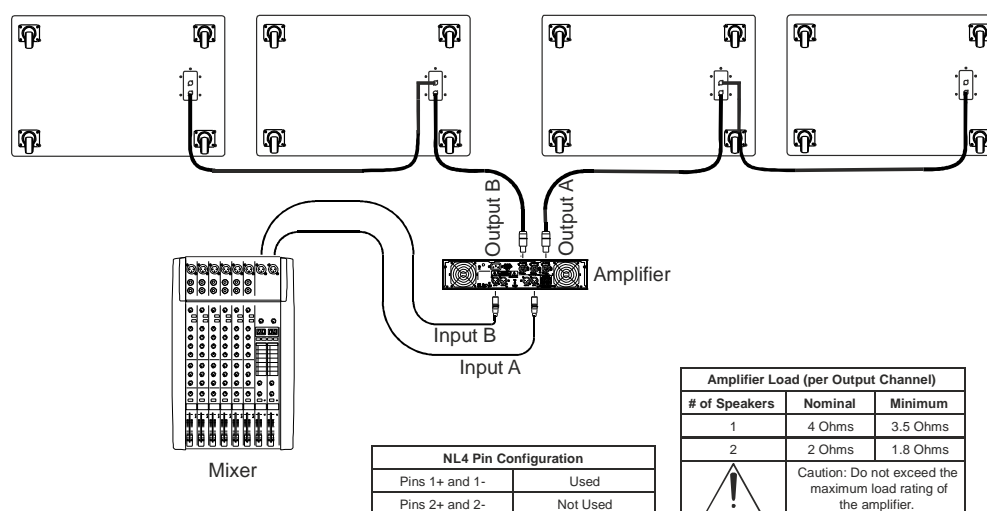 Output B
Output A
Amplifier
Input B
Input A
Mixer
NL4 Pin Configuration
Pins 1+ and 1- Used
Pins 2+ and 2- Not Used
Amplifier Load (per Output Channel)
# of Speakers Nominal Minimum
1 4 Ohms 3.5 Ohms
2 2 Ohms 1.8 Ohms
!
Caution: Do not exceed the
maximum load rating of
the amplifier.